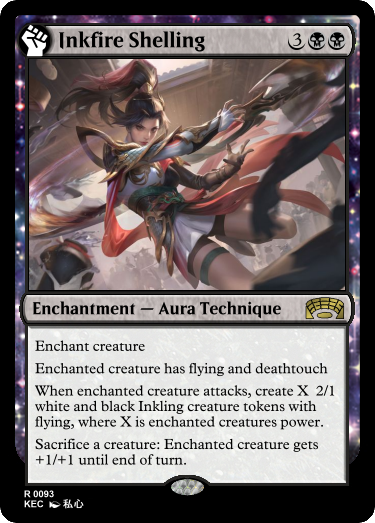 Inkfire Shelling 3
Enchantment — Aura Technique
Enchant creature
Enchanted creature has flying and deathtouch
When enchanted creature attacks, create X 2/1
white and black Inkling creature tokens with
flying, where X is enchanted creatures power.
Sacrifice a creature: Enchanted creature gets
+1/+1 until end of turn.
R 0093
KEC 私心